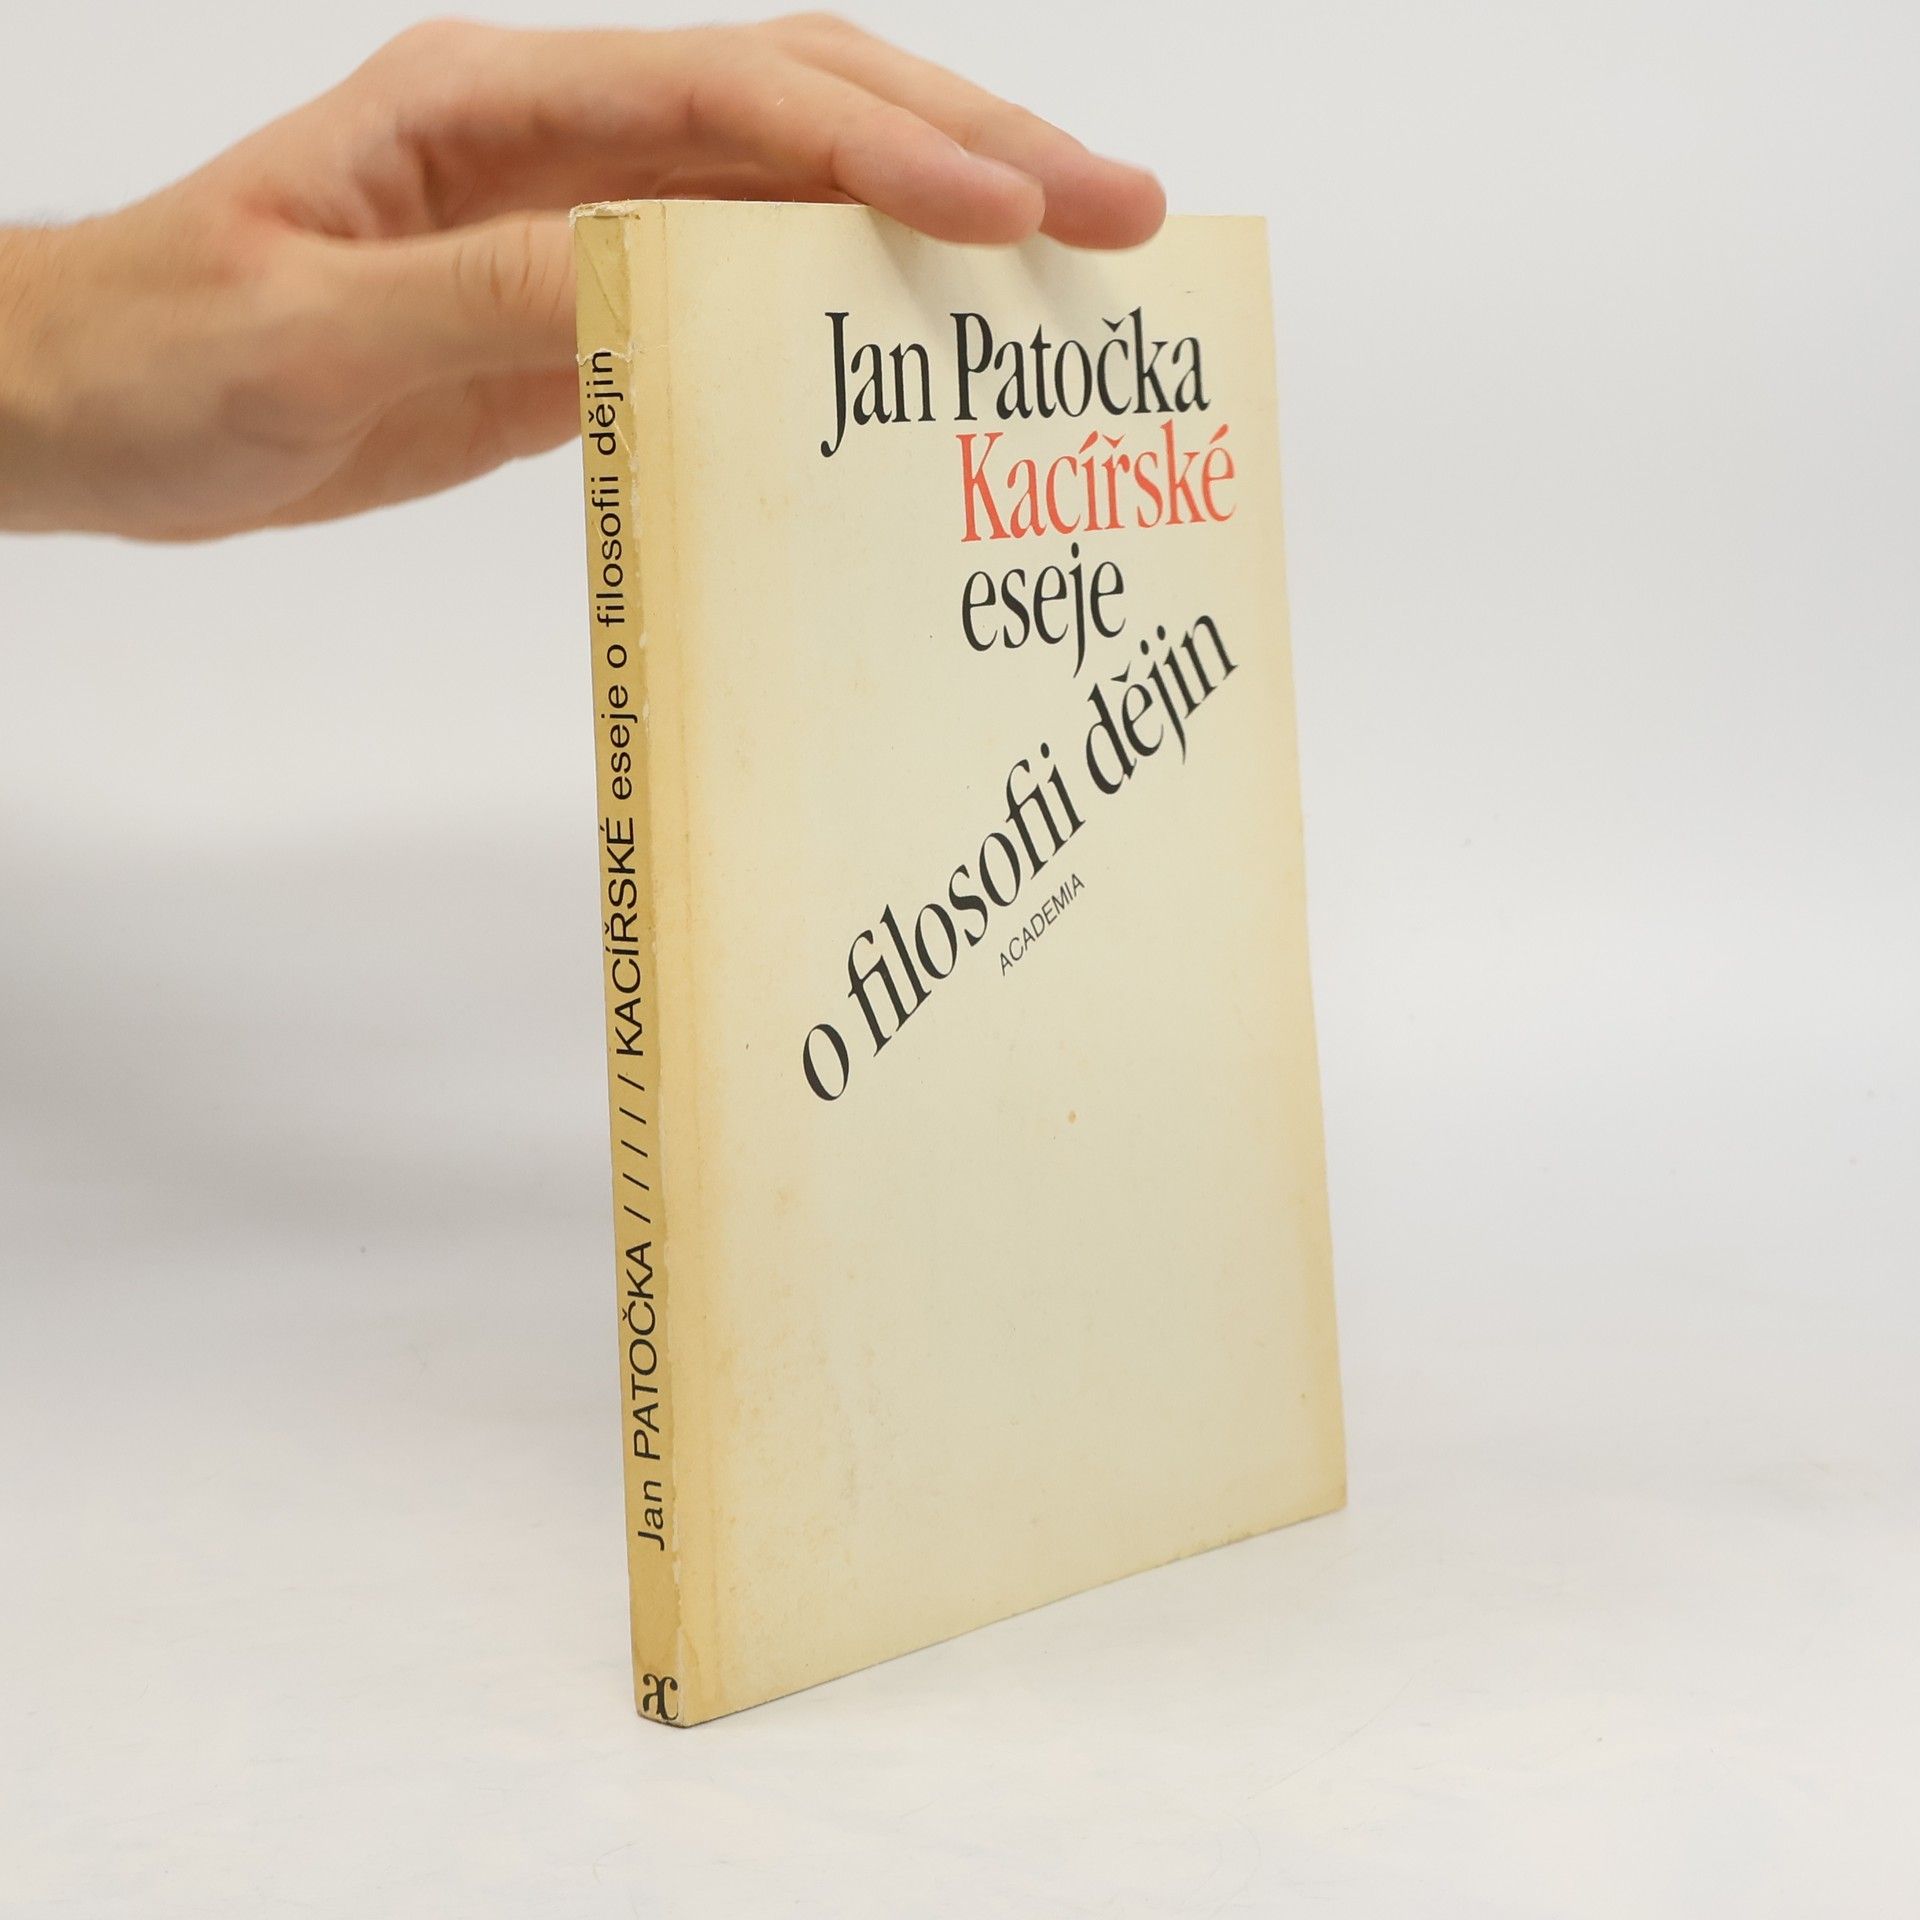 Jan Patočka
Kacířské
eseje
o filosofii dějin
ACADEMIA
Jan PATOČKA / / / / / KACÍŘSKÉ eseje o filosofii dějin